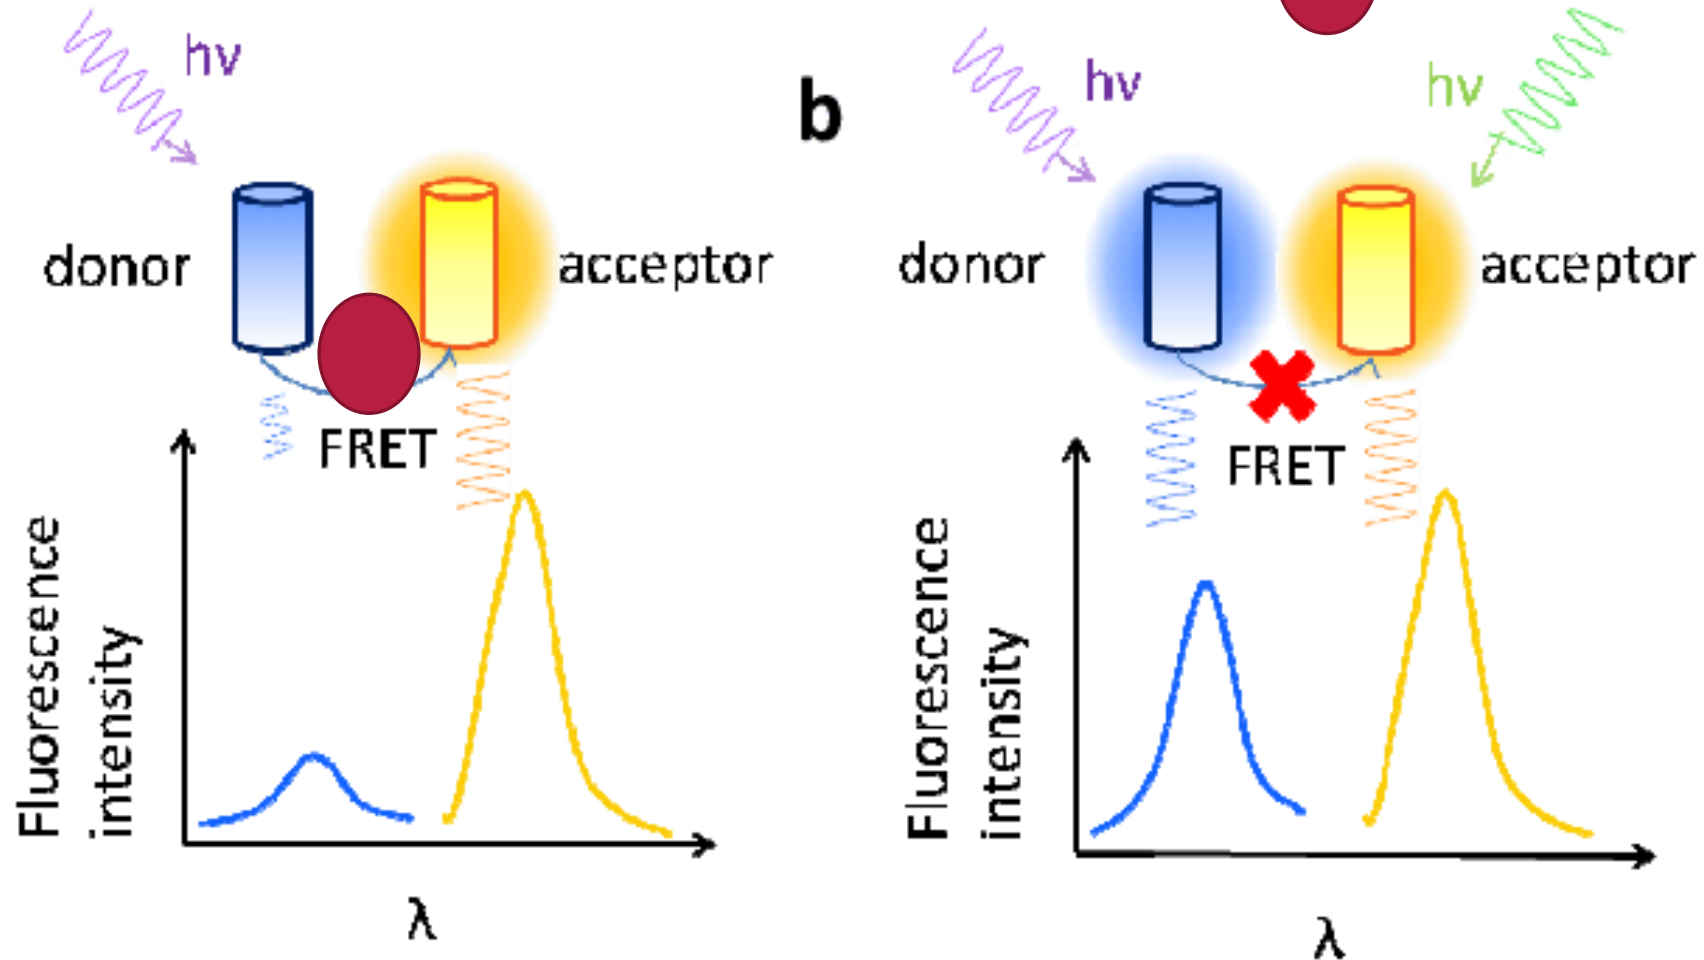 hν
donor
acceptor
FRET
Fluorescence
intensity
λ
b
hν
hν
donor
acceptor
FRET
Fluorescence
intensity
λ